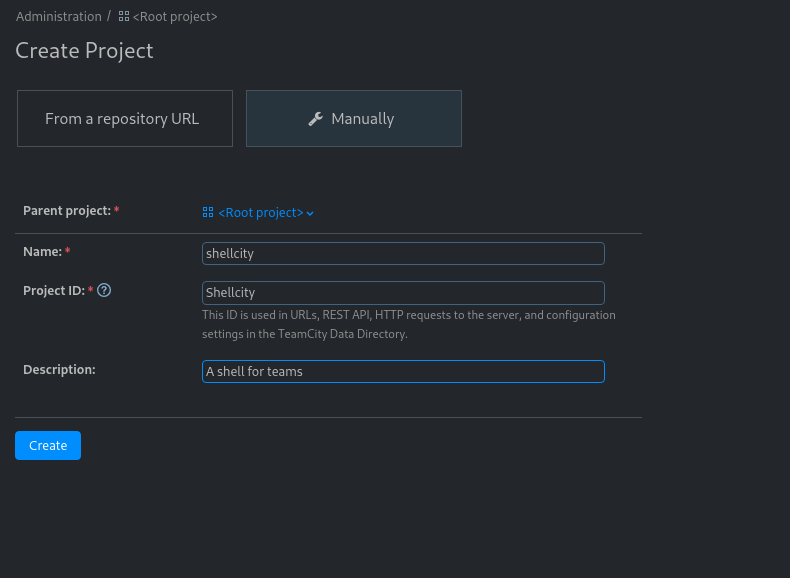 Administration / <Root project>
Create Project
From a repository URL
Manually
Parent project: * <Root project>
Name: * shellcity
Project ID: * ? Shellcity
This ID is used in URLs, REST API, HTTP requests to the server, and configuration
settings in the TeamCity Data Directory.
Description: A shell for teams
Create